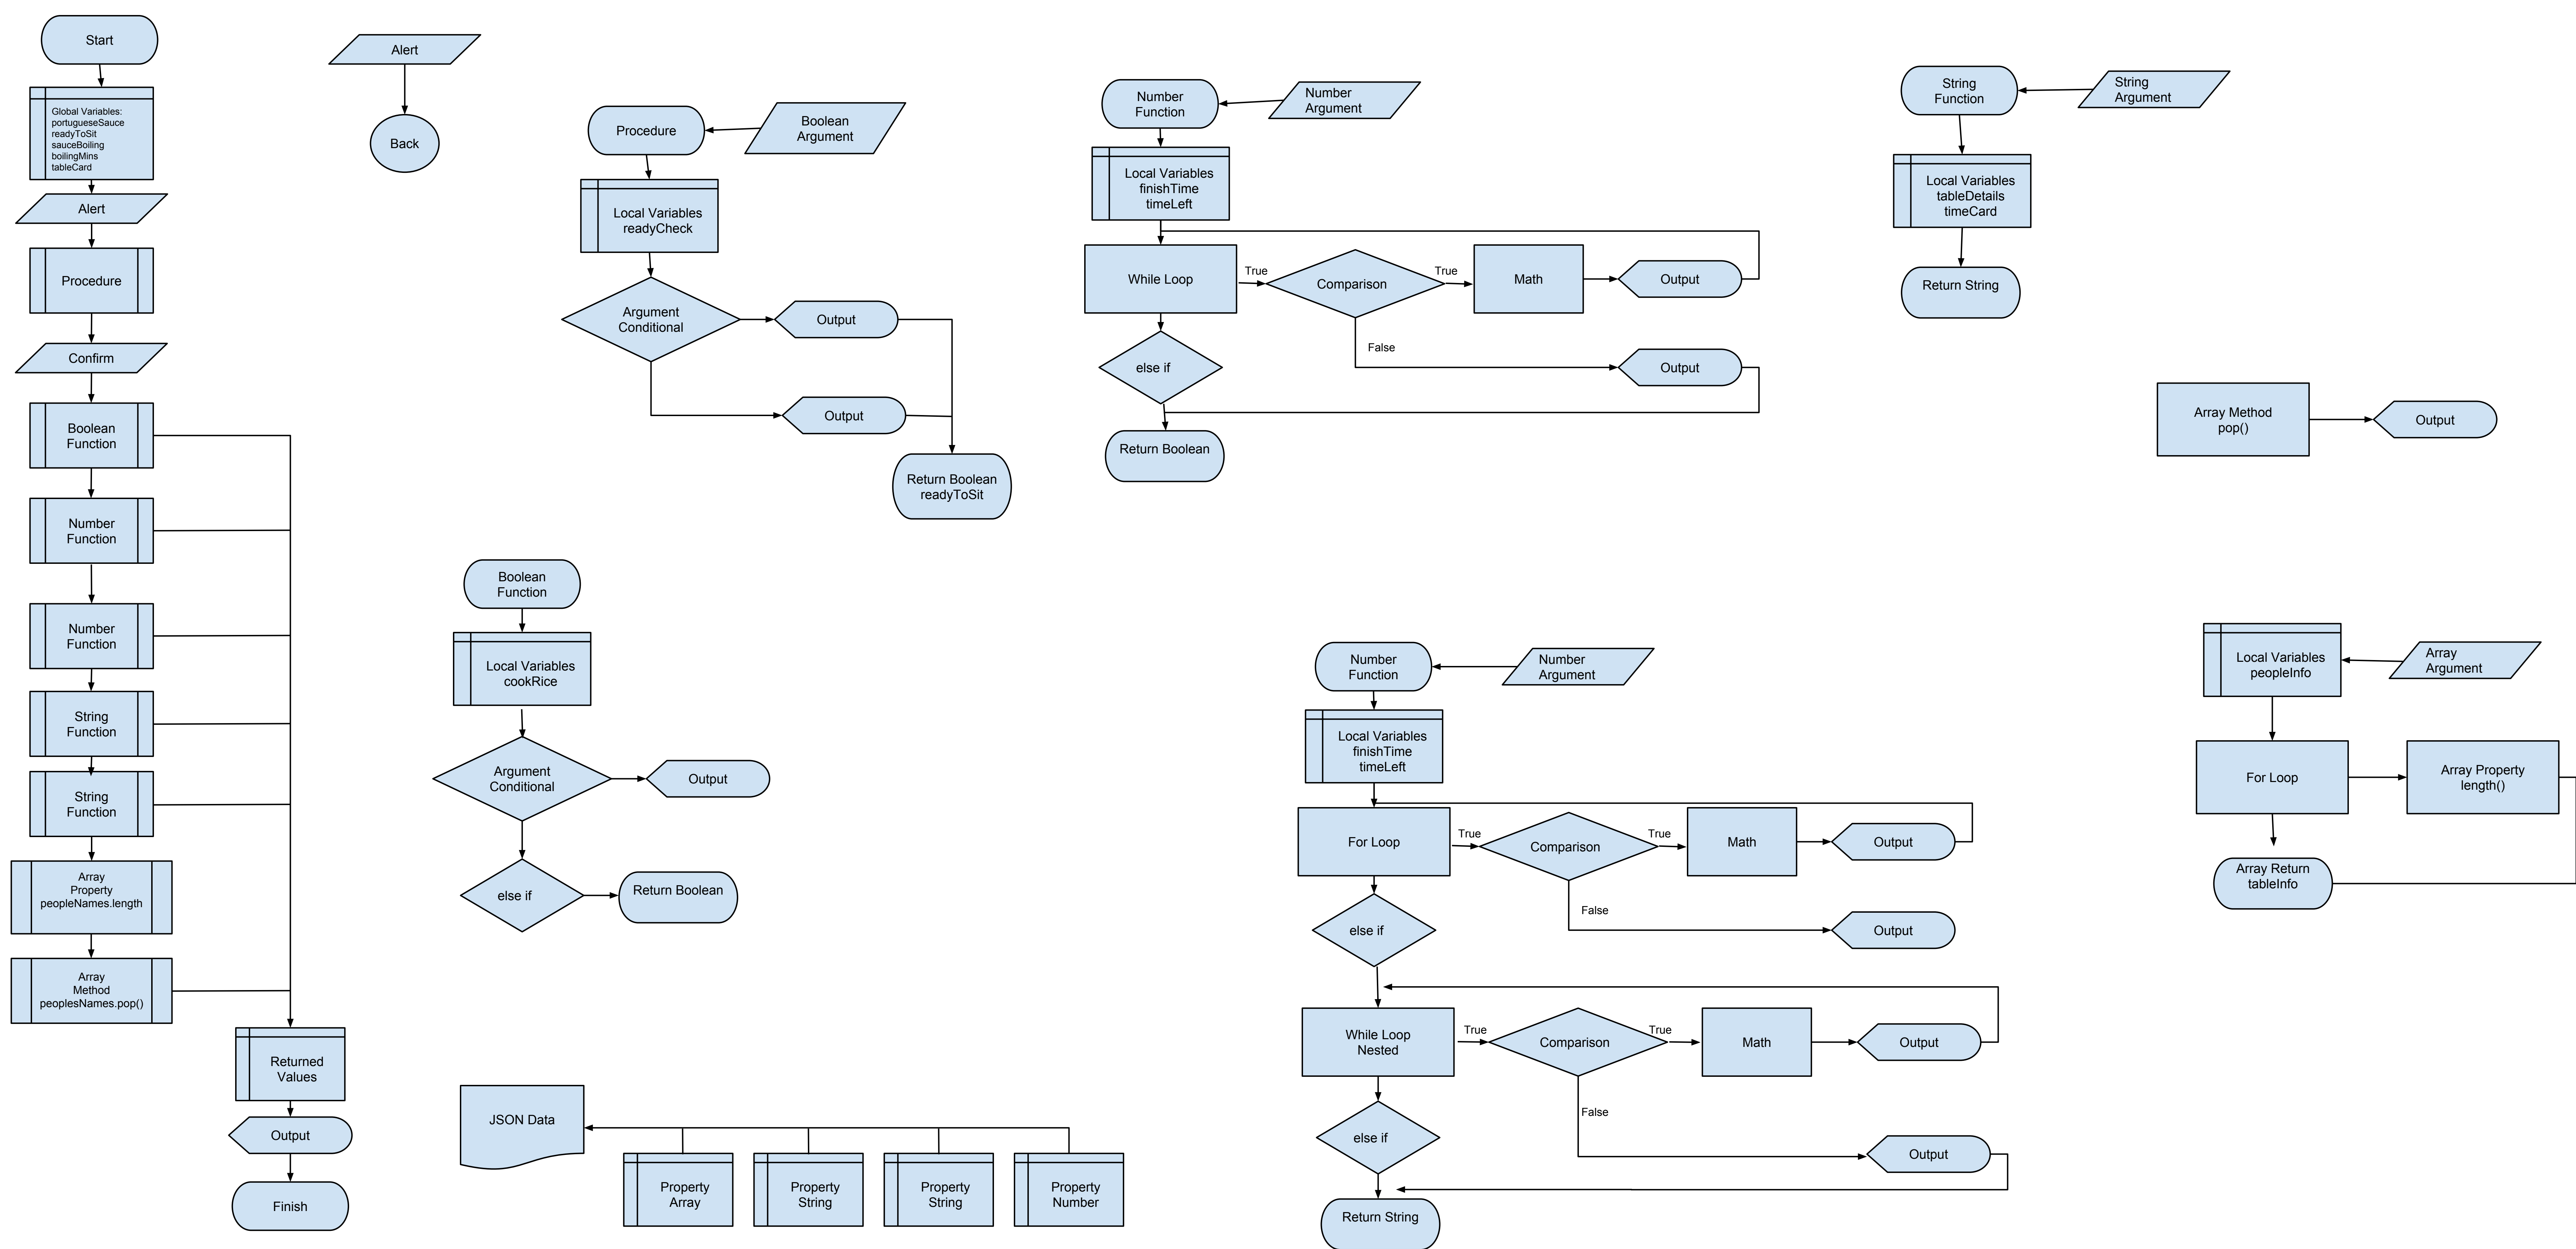 Start
Global Variables:
portugueseSauce
readyToSit
sauceBoiling
boilingMins
tableCard
Alert
Procedure
Confirm
Boolean
Function
Number
Function
Number
Function
String
Function
String
Function
Array
Property
peopleNames.length
Array
Method
peoplesNames.pop()
Returned
Values
Output
Finish
Alert
Back
Procedure
Boolean
Argument
Local Variables
readyCheck
Argument
Conditional
Output
Output
Return Boolean
readyToSit
Boolean
Function
Local Variables
cookRice
Argument
Conditional
Output
else if
Return Boolean
JSON Data
Property
Array
Property
String
Property
String
Property
Number
Number
Function
Number
Argument
Local Variables
finishTime
timeLeft
While Loop
True
Comparison
True
Math
Output
False
Output
else if
Return Boolean
Number
Function
Number
Argument
Local Variables
finishTime
timeLeft
For Loop
True
Comparison
True
Math
Output
False
Output
else if
While Loop
Nested
True
Comparison
True
Math
Output
False
Output
else if
Return String
String
Function
String
Argument
Local Variables
tableDetails
timeCard
Return String
Array Method
pop()
Output
Local Variables
peopleInfo
Array
Argument
For Loop
Array Property
length()
Array Return
tableInfo